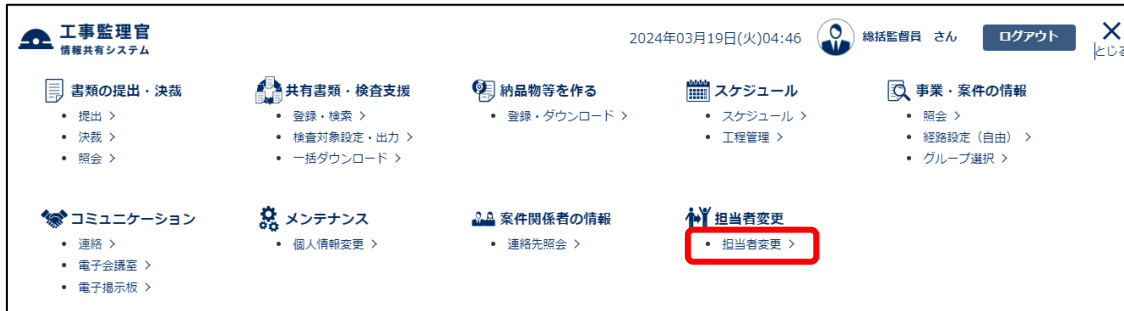 工事監理官
情報共有システム
2024年03月19日(火)04:46
総括監督員 さん
ログアウト
とじる
書類の提出・決裁
提出 >
決裁 >
照会 >
共有書類・検査支援
登録・検索 >
検査対象設定・出力 >
一括ダウンロード >
納品物等を作る
登録・ダウンロード >
スケジュール
スケジュール >
工程管理 >
事業・案件の情報
照会 >
経路設定（自由） >
グループ選択 >
コミュニケーション
連絡 >
電子会議室 >
電子掲示板 >
メンテナンス
個人情報変更 >
案件関係者の情報
連絡先照会 >
担当者変更
担当者変更 >